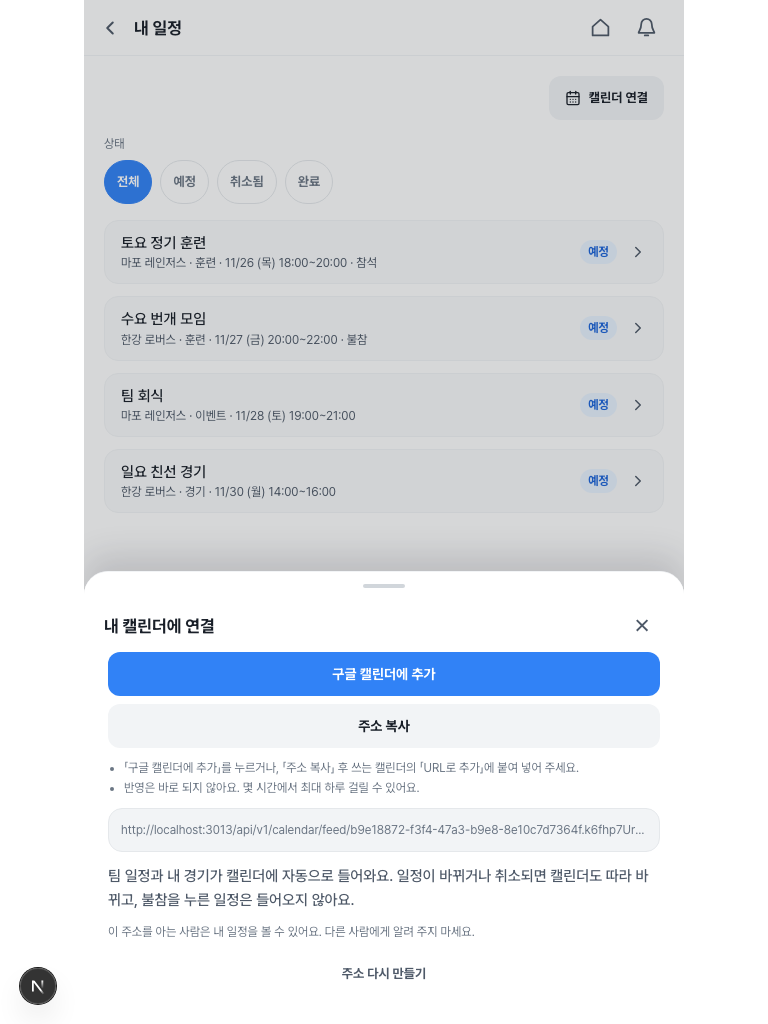 내 일정
캘린더 연결
상태
전체
예정
취소됨
완료
토요 정기 훈련
마포 레인저스 · 훈련 · 11/26 (목) 18:00~20:00 · 참석
예정
수요 번개 모임
한강 로버스 · 훈련 · 11/27 (금) 20:00~22:00 · 불참
예정
팀 회식
마포 레인저스 · 이벤트 · 11/28 (토) 19:00~21:00
예정
일요 친선 경기
한강 로버스 · 경기 · 11/30 (월) 14:00~16:00
예정
내 캘린더에 연결
구글 캘린더에 추가
주소 복사
• 「구글 캘린더에 추가」를 누르거나, 「주소 복사」 후 쓰는 캘린더의 「URL로 추가」에 붙여 넣어 주세요.
• 반영은 바로 되지 않아요. 몇 시간에서 최대 하루 걸릴 수 있어요.
http://localhost:3013/api/v1/calendar/feed/b9e18872-f3f4-47a3-b9e8-8e10c7d7364f.k6fhp7Ur...
팀 일정과 내 경기가 캘린더에 자동으로 들어와요. 일정이 바뀌거나 취소되면 캘린더도 따라 바
뀌고, 불참을 누른 일정은 들어오지 않아요.
이 주소를 아는 사람은 내 일정을 볼 수 있어요. 다른 사람에게 알려 주지 마세요.
주소 다시 만들기
N